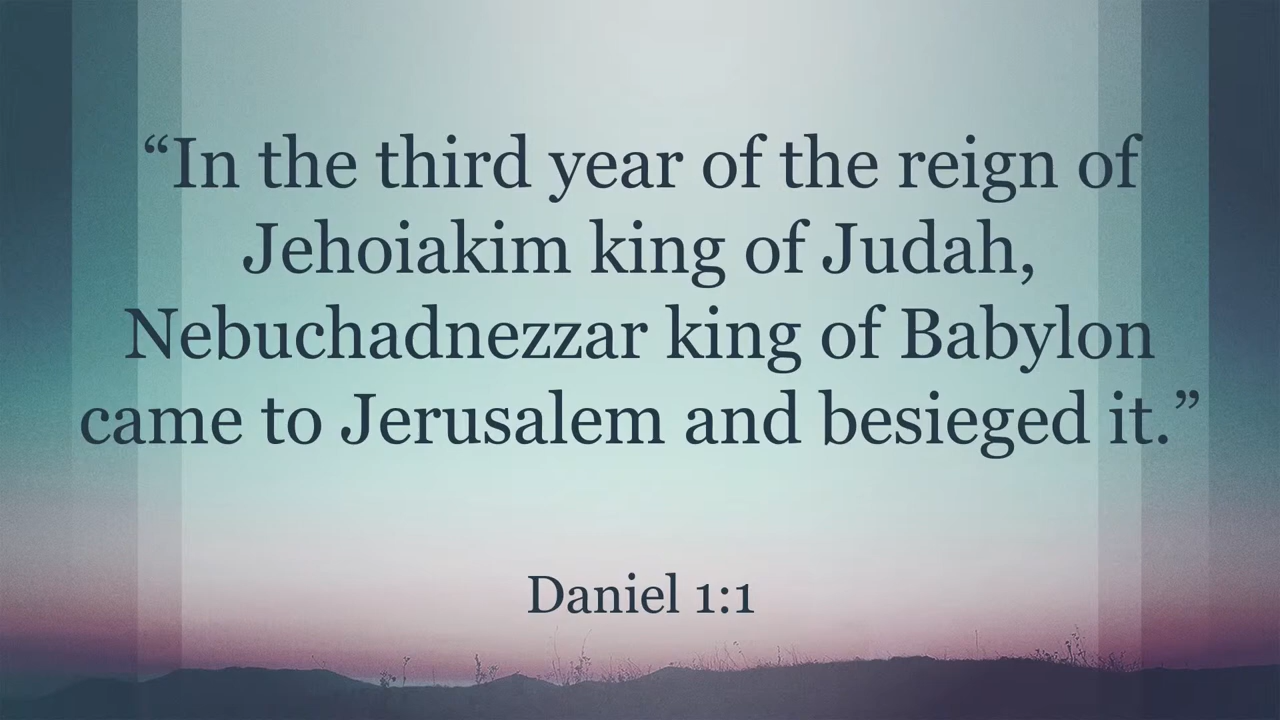 “In the third year of the reign of
Jehoiakim king of Judah,
Nebuchadnezzar king of Babylon
came to Jerusalem and besieged it.”
Daniel 1:1